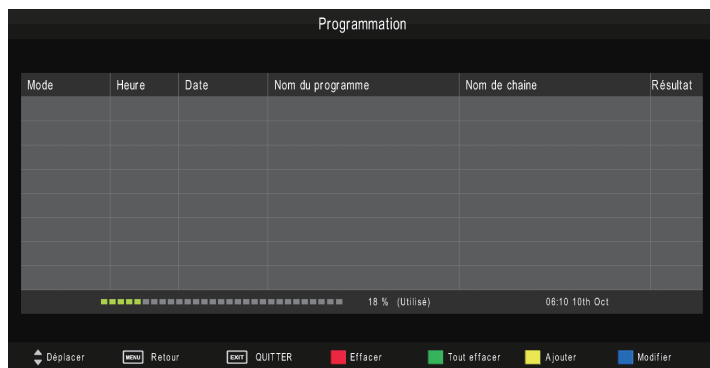 Programmation
Mode Heure Date Nom du programme Nom de chaine Résultat
18 % (Utilisé) 06:10 10th Oct
Déplacer MENU Retour EXIT QUITTER Effacer Tout effacer Ajouter Modifier